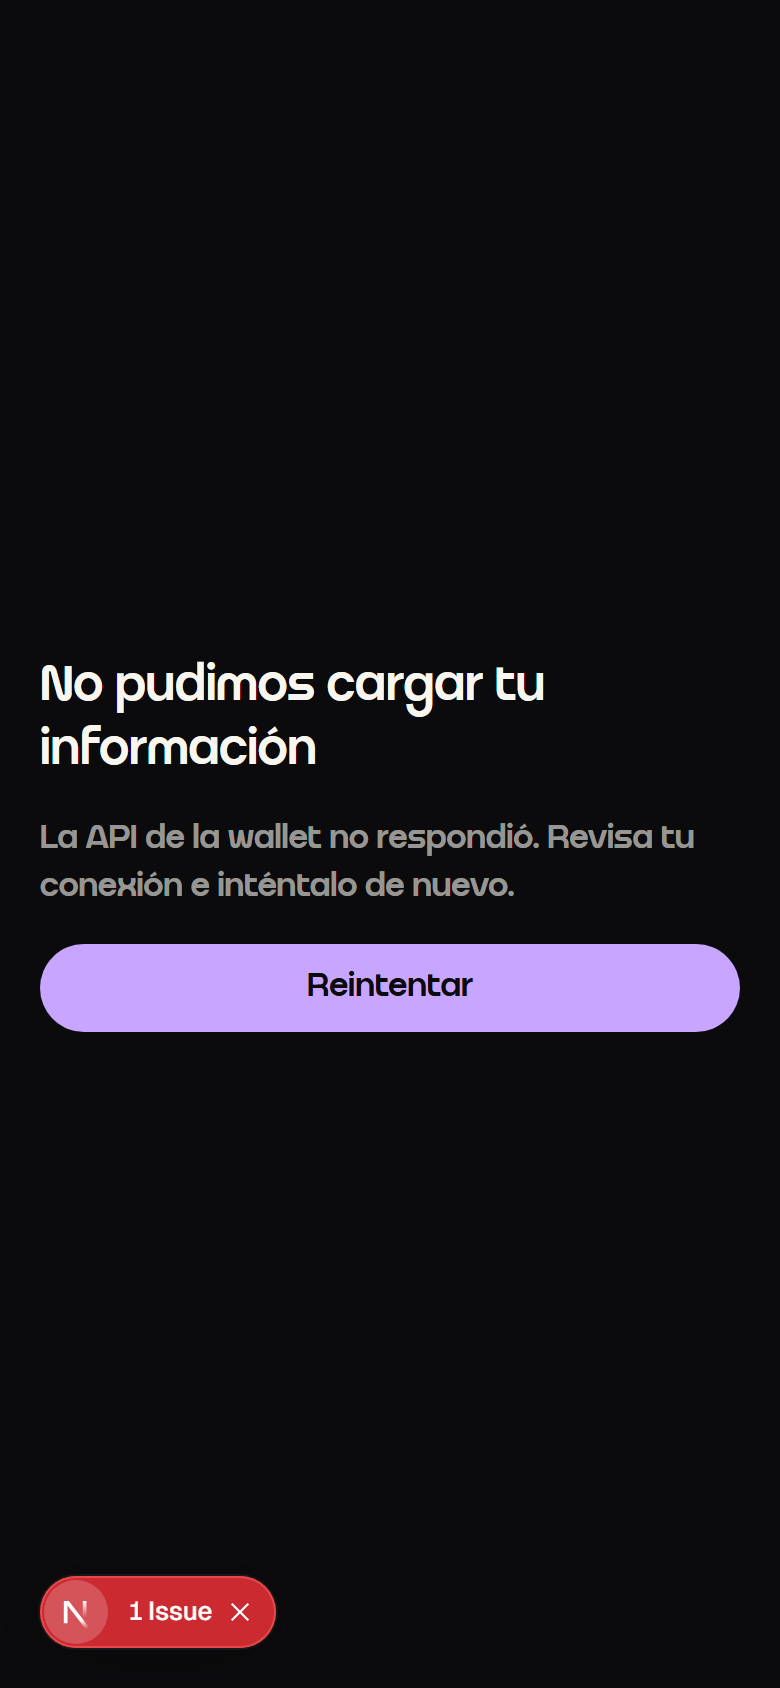 No pudimos cargar tu
información
La API de la wallet no respondió. Revisa tu
conexión e inténtalo de nuevo.
Reintentar
N 1 Issue